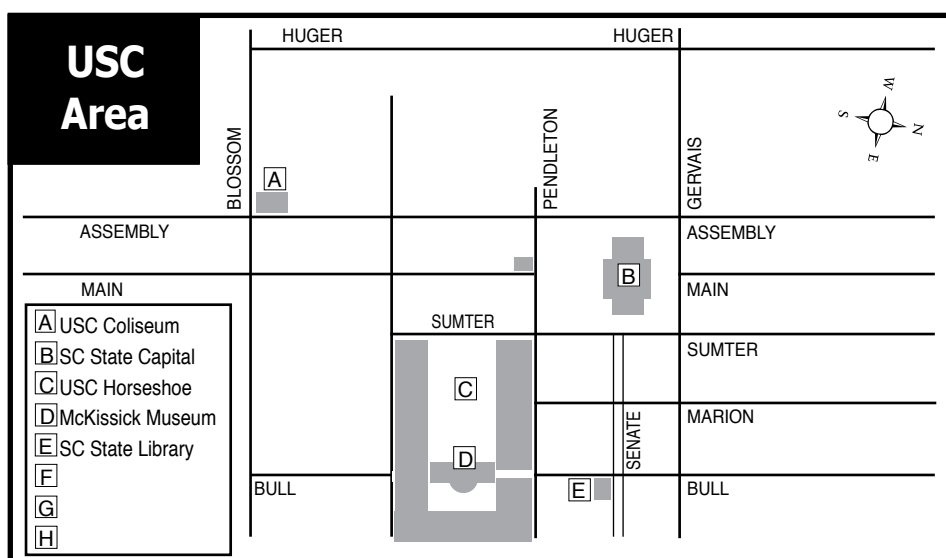 USC
Area
HUGER
HUGER
BLOSSOM
PENDLETON
GERVAIS
W
S
N
E
A
ASSEMBLY
ASSEMBLY
B
MAIN
MAIN
SUMTER
SUMTER
C
MARION
SENATE
D
BULL
E
BULL
A USC Coliseum
B SC State Capital
C USC Horseshoe
D McKissick Museum
E SC State Library
F
G
H